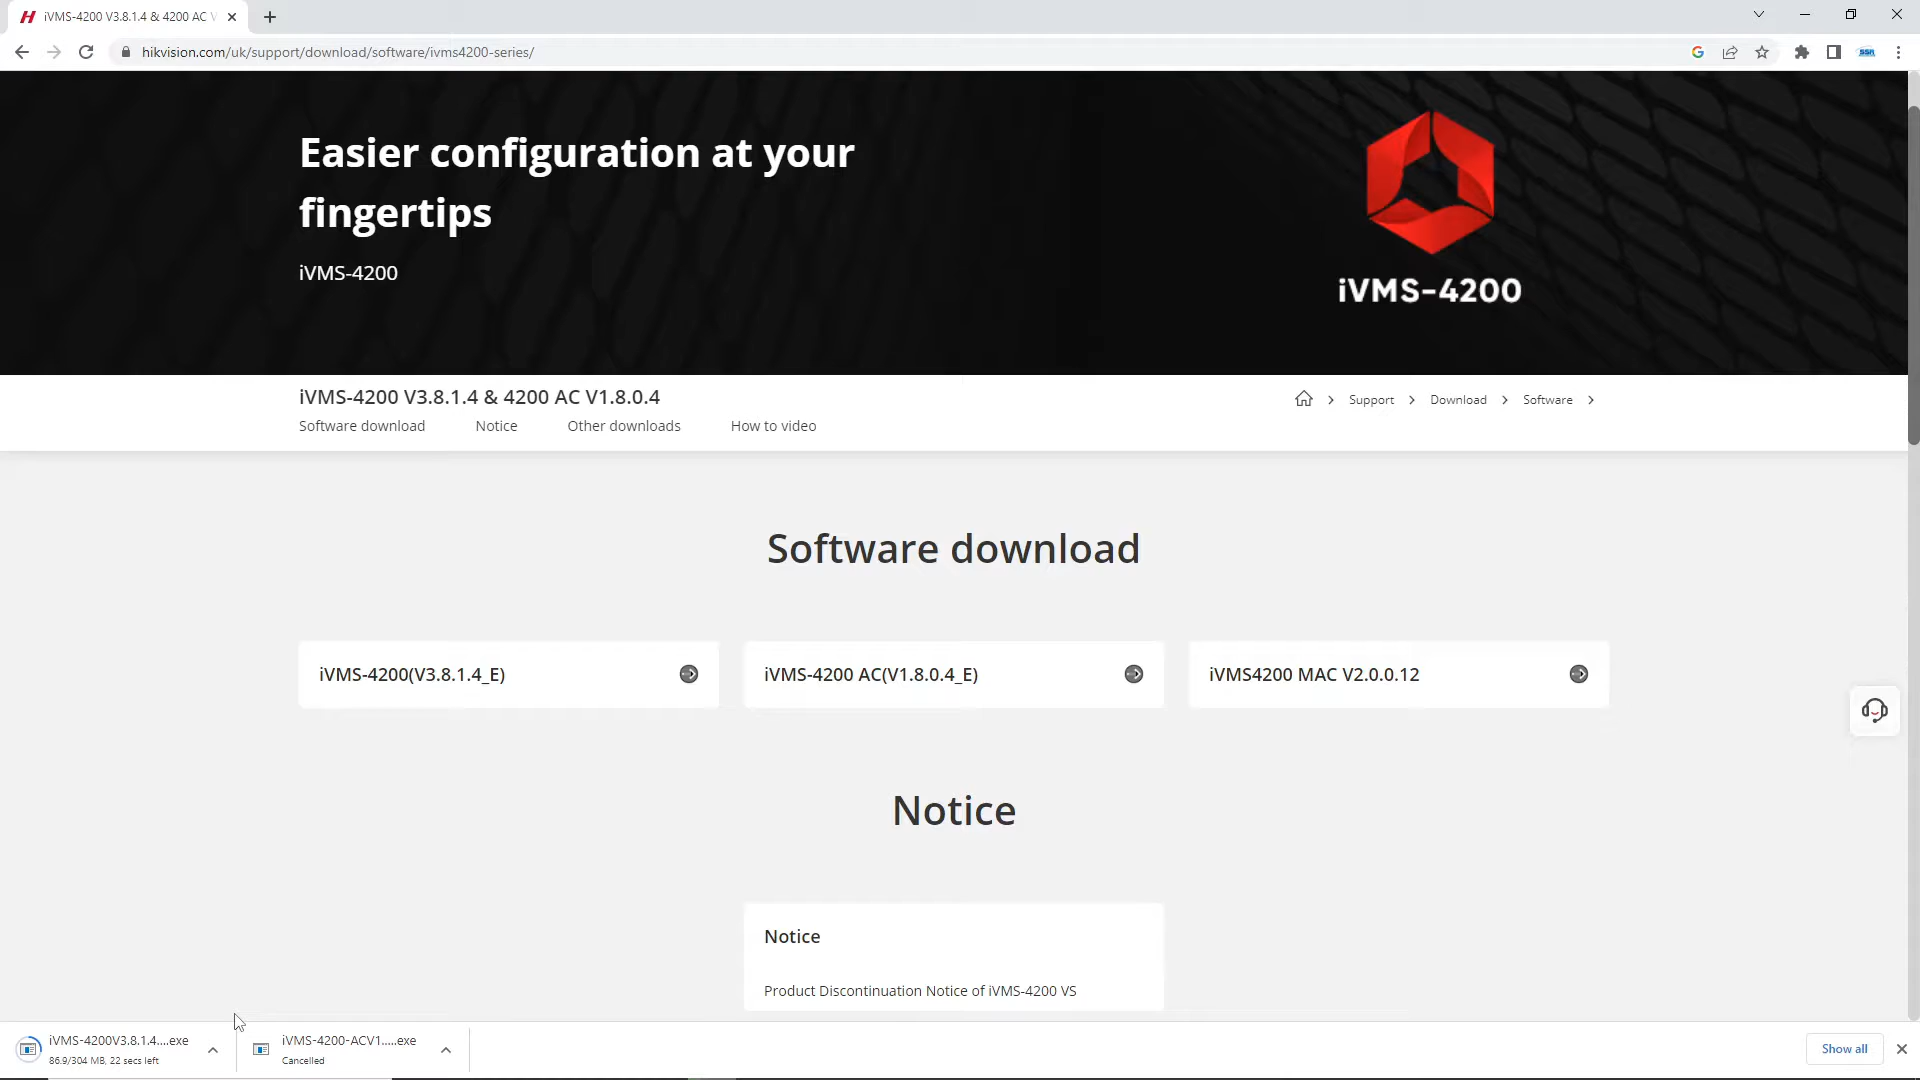 iVMS-4200 V3.8.1.4 & 4200 AC V
hikvision.com/uk/support/download/software/ivms4200-series/
Easier configuration at your
fingertips
iVMS-4200
iVMS-4200
iVMS-4200 V3.8.1.4 & 4200 AC V1.8.0.4
Support
Download
Software
Software download
Notice
Other downloads
How to video
Software download
iVMS-4200(V3.8.1.4_E)
iVMS-4200 AC(V1.8.0.4_E)
iVMS4200 MAC V2.0.0.12
Notice
Notice
Product Discontinuation Notice of iVMS-4200 VS
iVMS-4200V3.8.1.4....exe
86.9/304 MB, 22 secs left
iVMS-4200-ACV1.....exe
Cancelled
Show all